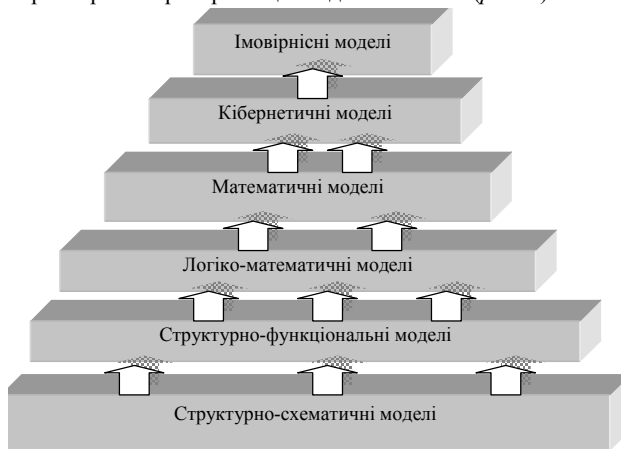 Імовірнісні моделі
Кібернетичні моделі
Математичні моделі
Логіко-математичні моделі
Структурно-функціональні моделі
Структурно-схематичні моделі